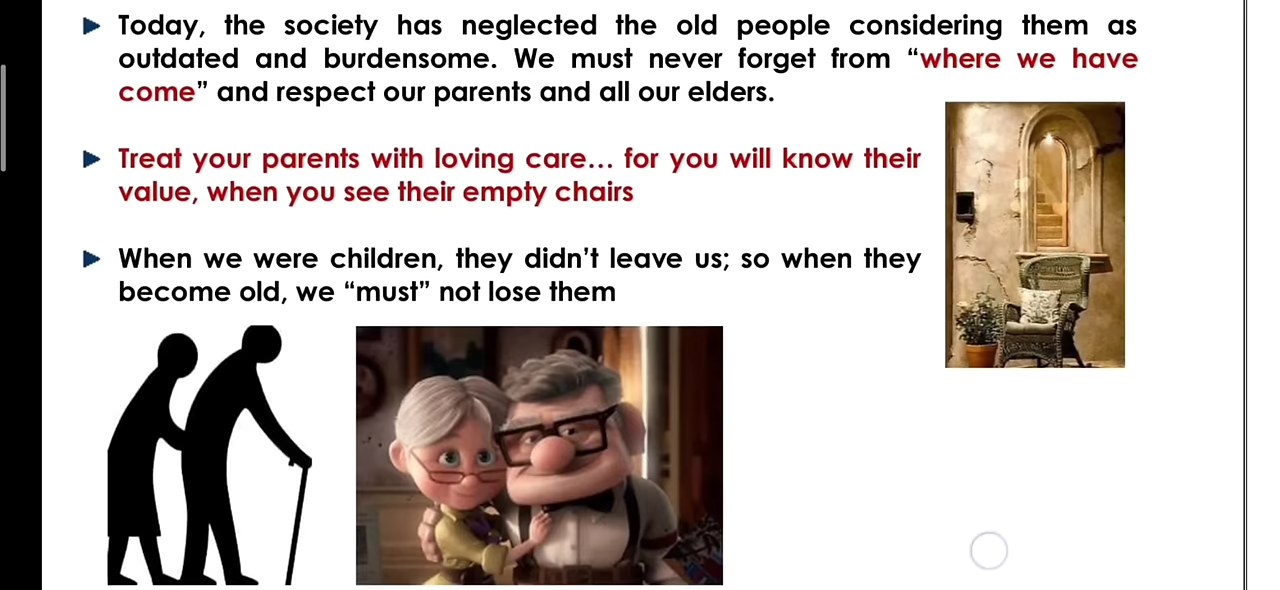 Today, the society has neglected the old people considering them as
outdated and burdensome. We must never forget from “where we have
come” and respect our parents and all our elders.
Treat your parents with loving care… for you will know their
value, when you see their empty chairs
When we were children, they didn’t leave us; so when they
become old, we “must” not lose them